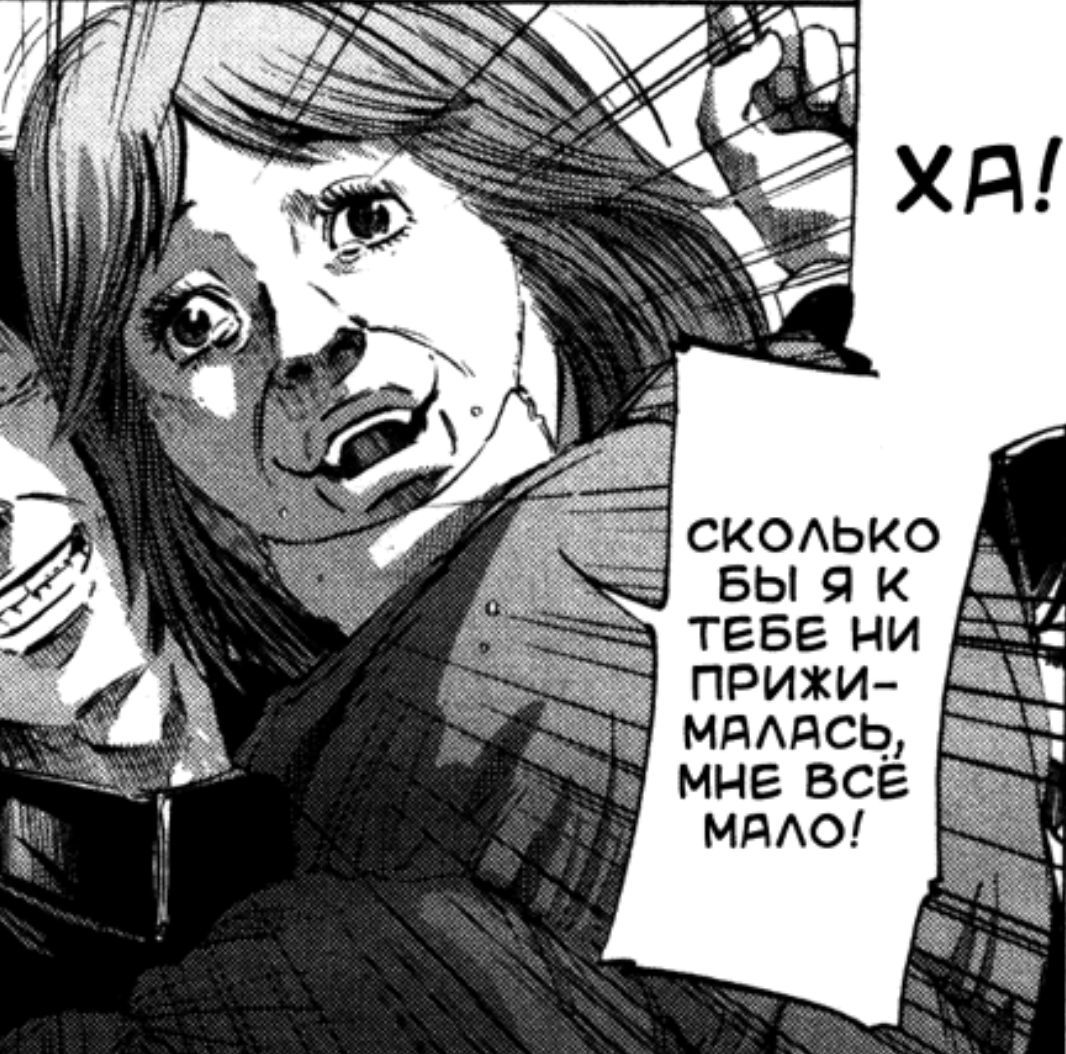 ХА!
СКОЛЬКО
БЫ Я К
ТЕБЕ НИ
ПРИЖИ-
МАЛАСЬ,
МНЕ ВСЁ
МАЛО!